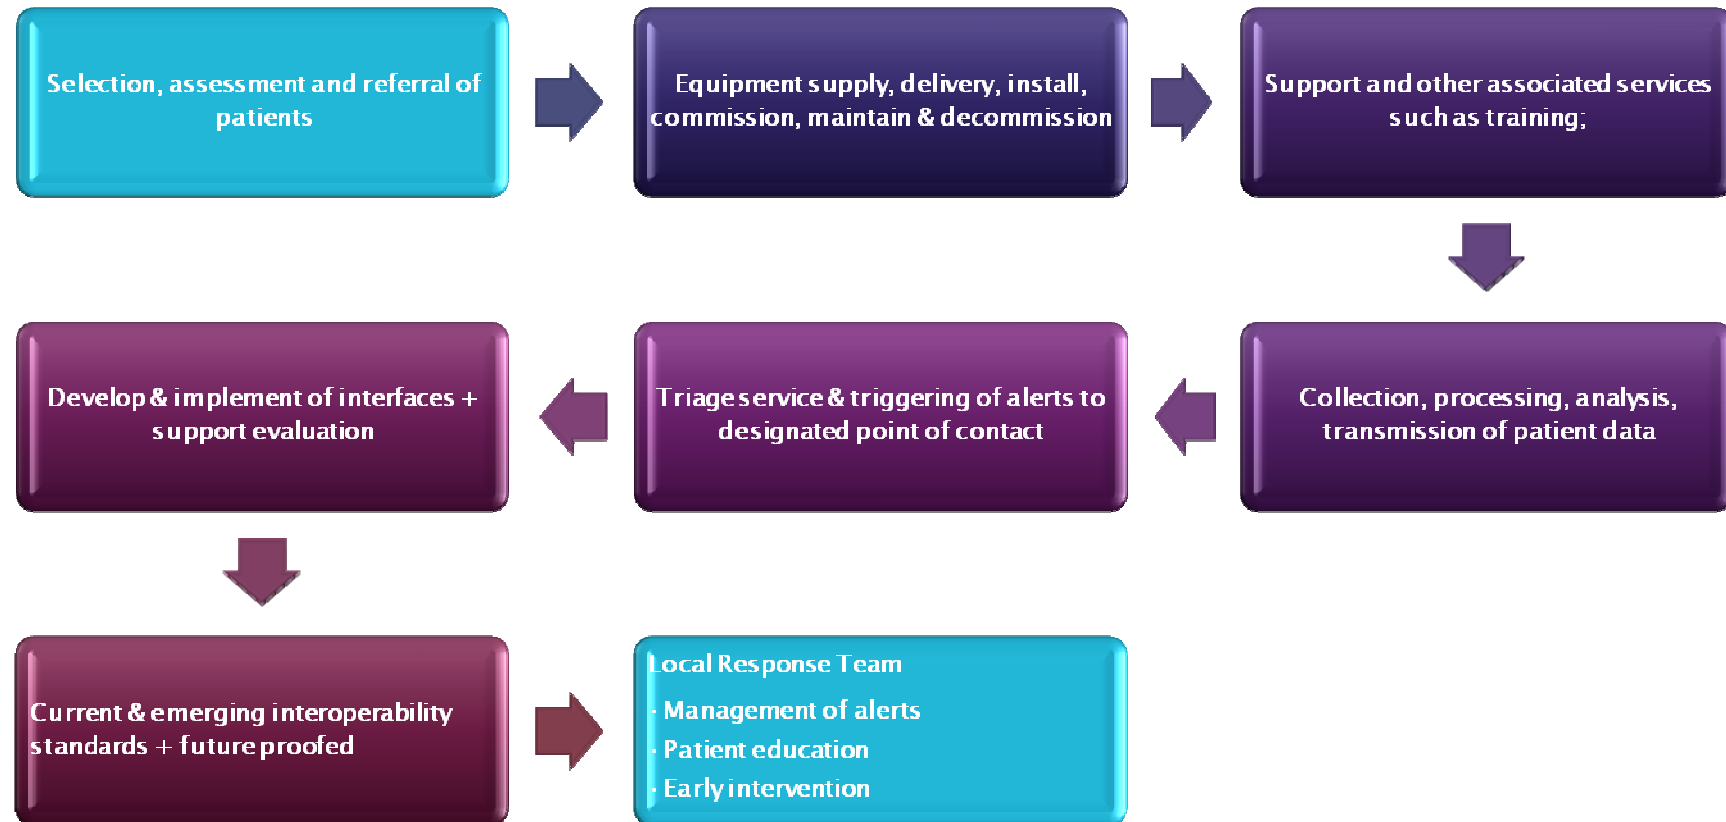 Selection, assessment and referral of
patients
Equipment supply, delivery, install,
commission, maintain & decommission
Support and other associated services
such as training;
Collection, processing, analysis,
transmission of patient data
Triage service & triggering of alerts to
designated point of contact
Develop & implement of interfaces +
support evaluation
Current & emerging interoperability
standards + future proofed
Local Response Team
- Management of alerts
- Patient education
- Early intervention